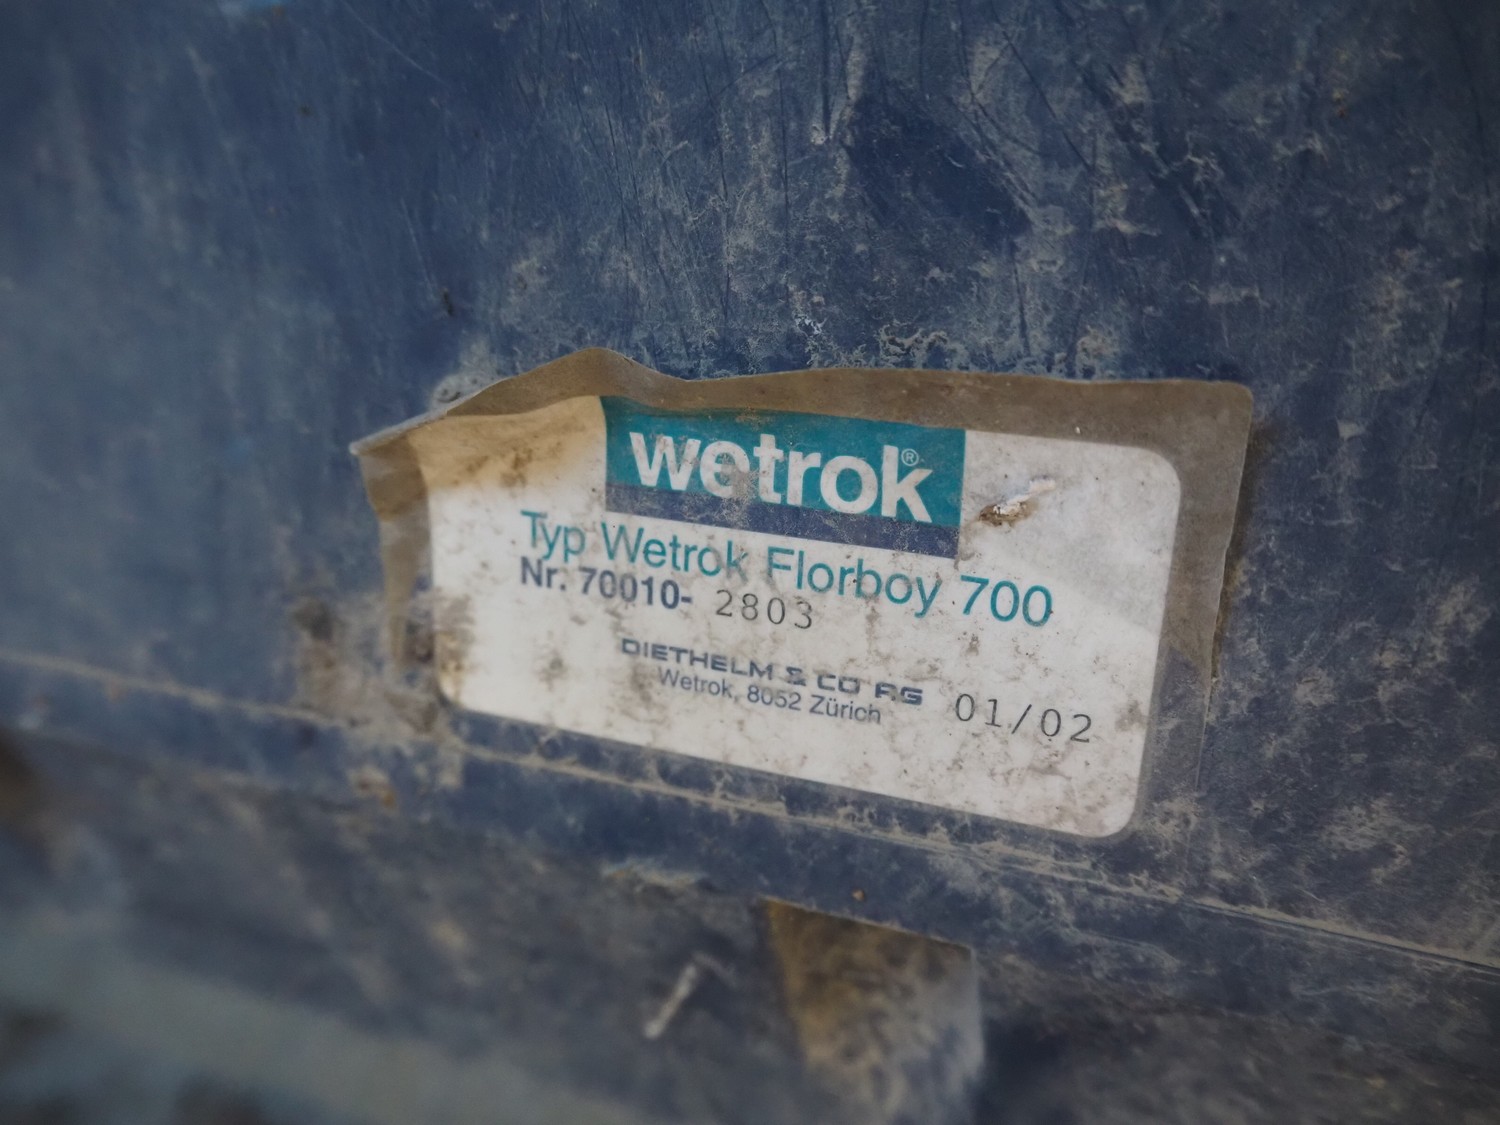 wetrok®
Typ Wetrok Florboy 700
Nr. 70010- 2803
DIETHELM & CO AG
Wetrok, 8052 Zürich
01/02